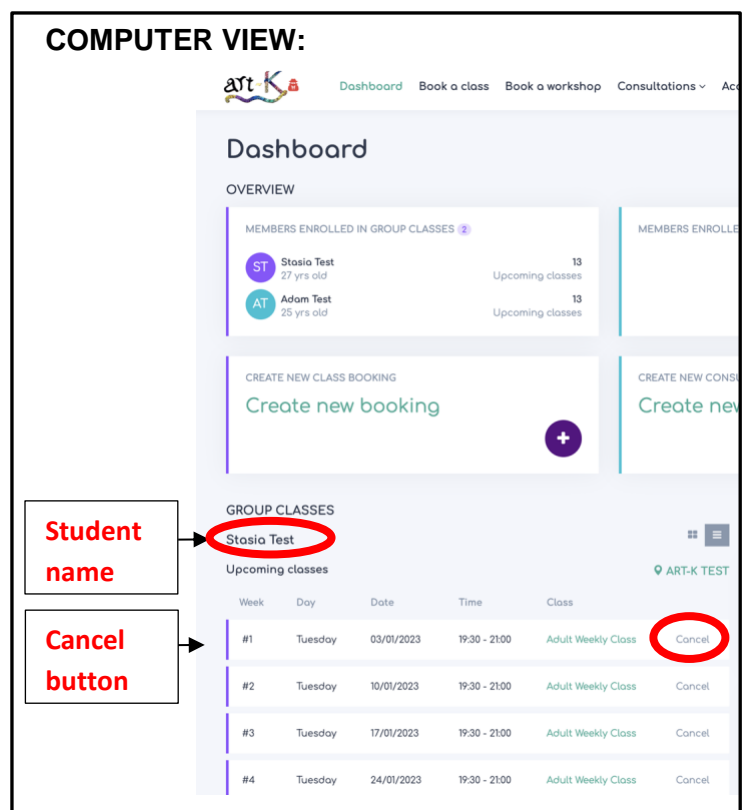 COMPUTER VIEW:
art-K Dashboard Book a class Book a workshop Consultations
Dashboard
OVERVIEW
MEMBERS ENROLLED IN GROUP CLASSES 2
ST Stasia Test 13
27 yrs old Upcoming classes
AT Adam Test 13
25 yrs old Upcoming classes
MEMBERS ENROLLE
CREATE NEW CLASS BOOKING
Create new booking
+
CREATE NEW CONSU
Create new
GROUP CLASSES
Student name
Stasia Test
Upcoming classes ART-K TEST
Week Day Date Time Class
Cancel button
#1 Tuesday 03/01/2023 19:30 - 21:00 Adult Weekly Class Cancel
#2 Tuesday 10/01/2023 19:30 - 21:00 Adult Weekly Class Cancel
#3 Tuesday 17/01/2023 19:30 - 21:00 Adult Weekly Class Cancel
#4 Tuesday 24/01/2023 19:30 - 21:00 Adult Weekly Class Cancel